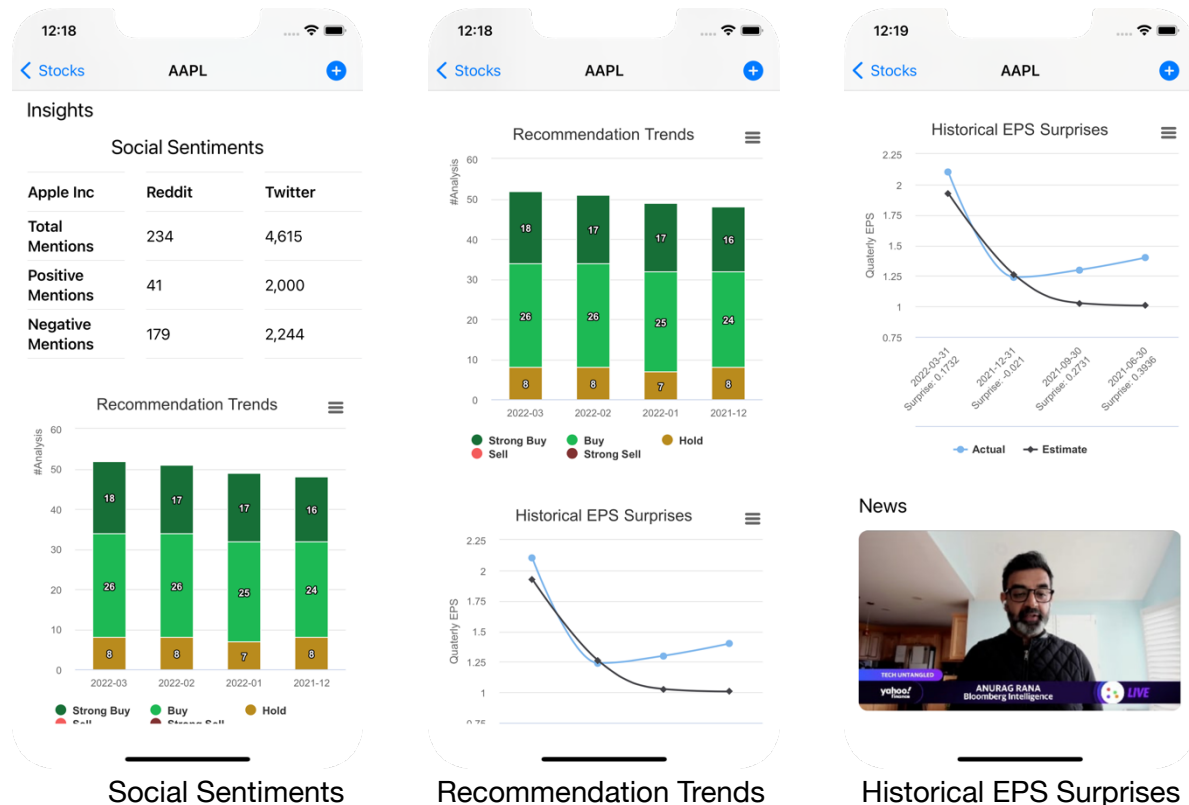 12:18
Stocks
AAPL
Insights
Social Sentiments
Apple Inc Reddit Twitter
Total Mentions 234 4,615
Positive Mentions 41 2,000
Negative Mentions 179 2,244
Recommendation Trends
#Analysis
60
50
40
30
20
10
0
18 17 17 16
26 26 25 24
8 8 7 8
2022-03 2022-02 2022-01 2021-12
Strong Buy Buy Hold
Sell Strong Sell
Social Sentiments
12:18
Stocks
AAPL
Recommendation Trends
#Analysis
60
50
40
30
20
10
0
18 17 17 16
26 26 25 24
8 8 7 8
2022-03 2022-02 2022-01 2021-12
Strong Buy Buy Hold
Sell Strong Sell
Historical EPS Surprises
Quaterly EPS
2.25
2
1.75
1.5
1.25
1
0.75
Recommendation Trends
12:19
Stocks
AAPL
Historical EPS Surprises
Quaterly EPS
2.25
2
1.75
1.5
1.25
1
0.75
2022-03-31
Surprise: 0.1732
2021-12-31
Surprise: -0.021
2021-09-30
Surprise: 0.2731
2021-06-30
Surprise: 0.3936
Actual Estimate
News
TECH UNTANGLED
yahoo!
finance
ANURAG RANA
Bloomberg Intelligence
LIVE
Historical EPS Surprises